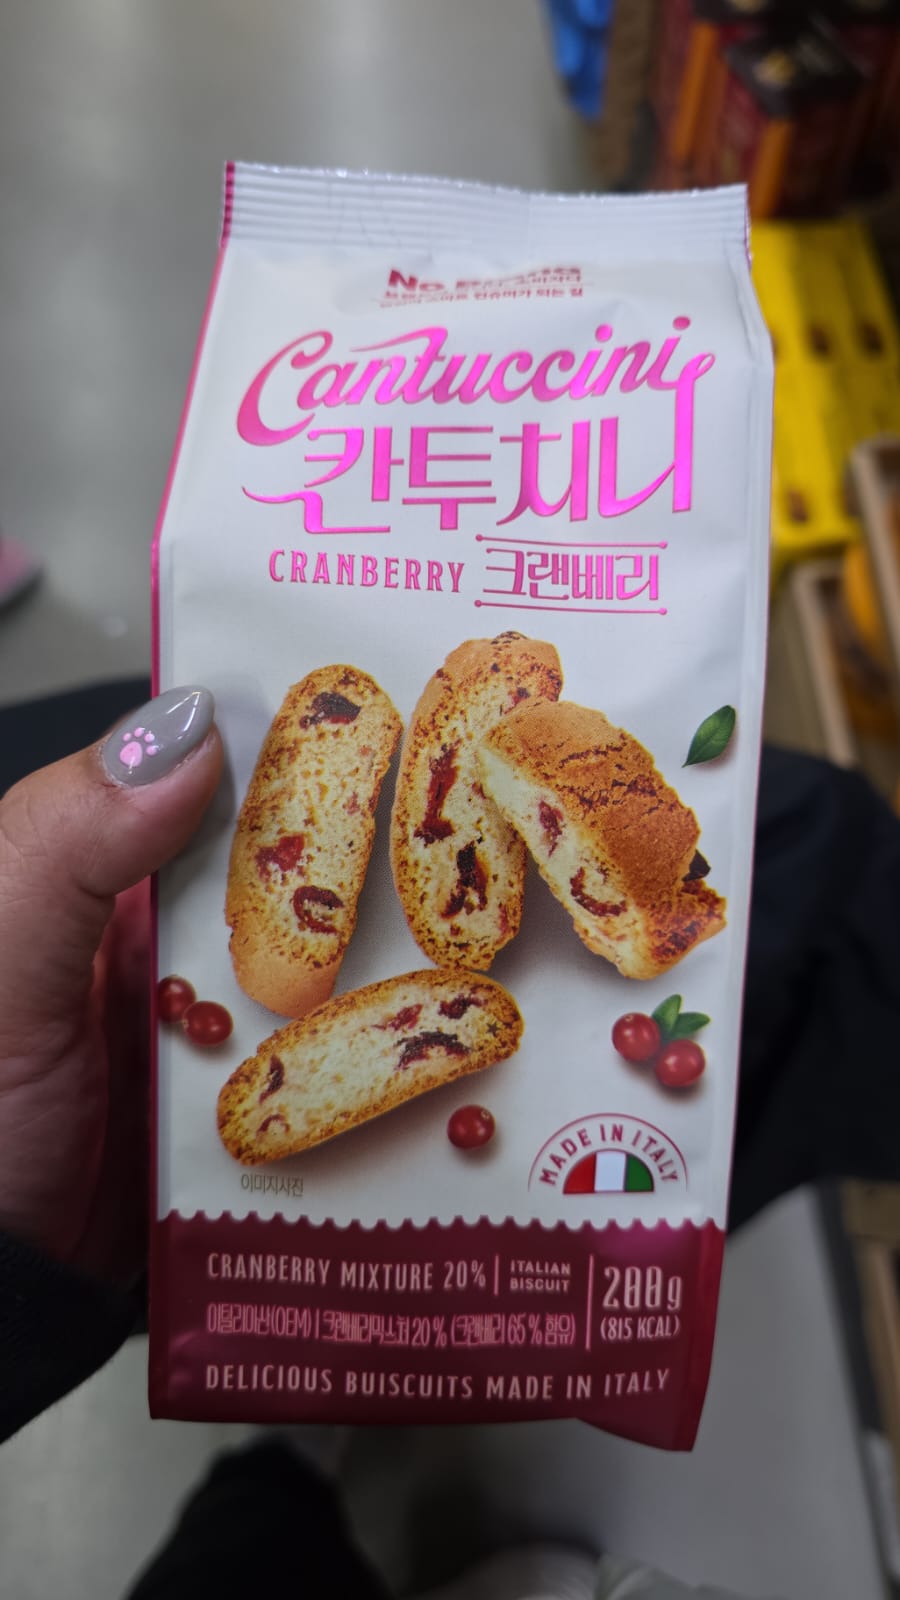 No Brand
Cantuccini
칸투치니
CRANBERRY 크랜베리
MADE IN ITALY
이미지사진
CRANBERRY MIXTURE 20%
ITALIAN
BISCUIT
200g
(815 KCAL)
이탈리아산(OEM) | 크랜베리믹스쳐 20% (크랜베리 65% 함유)
DELICIOUS BUISCUITS MADE IN ITALY